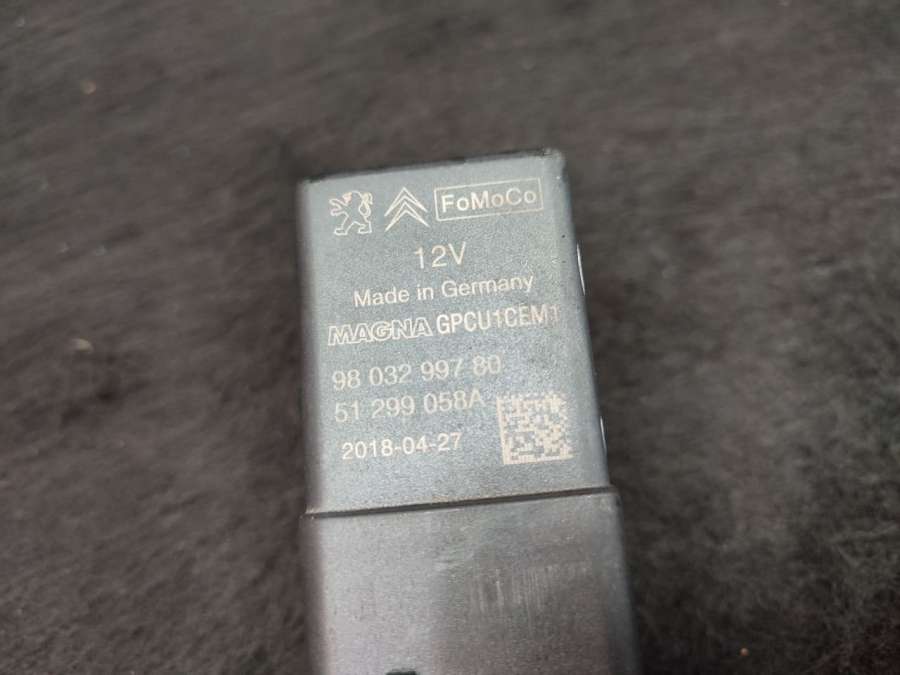 FoMoCo
12V
Made in Germany
MAGNA GPCU1CEM1
98 032 997 80
51 299 058A
2018-04-27